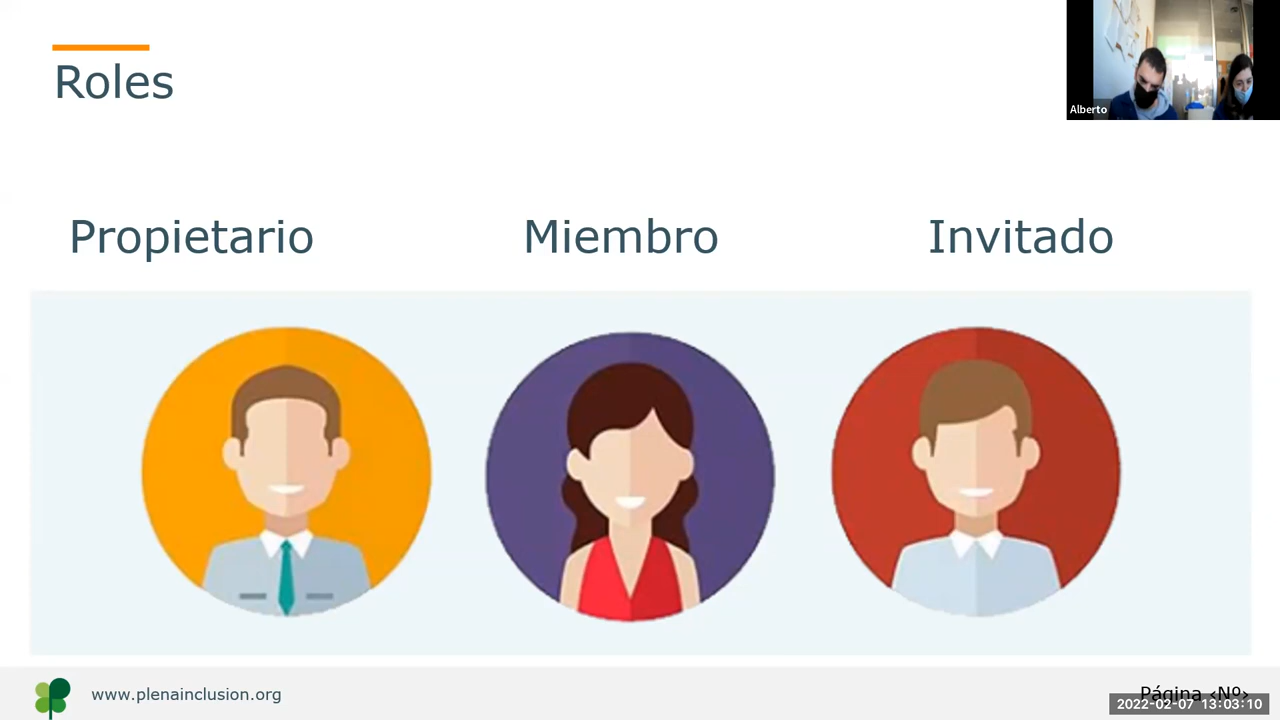 Roles
Alberto
Propietario
Miembro
Invitado
www.plenainclusion.org
Página ‹Nº›
2022-02-07 13:03:10